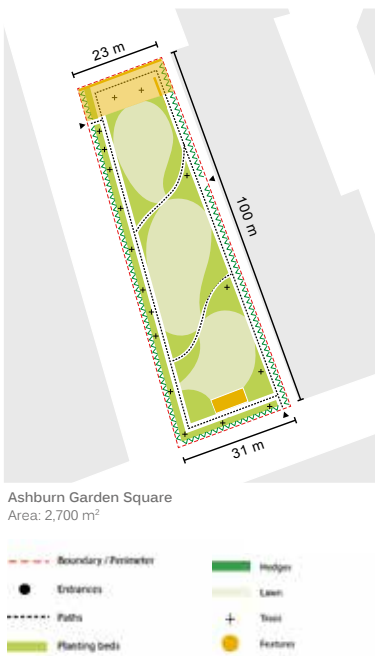 23 m
100 m
31 m
Ashburn Garden Square
Area: 2,700 m²
Boundary / Perimeter
Entrances
Paths
Planting beds
Hedges
Lawn
Trees
Features